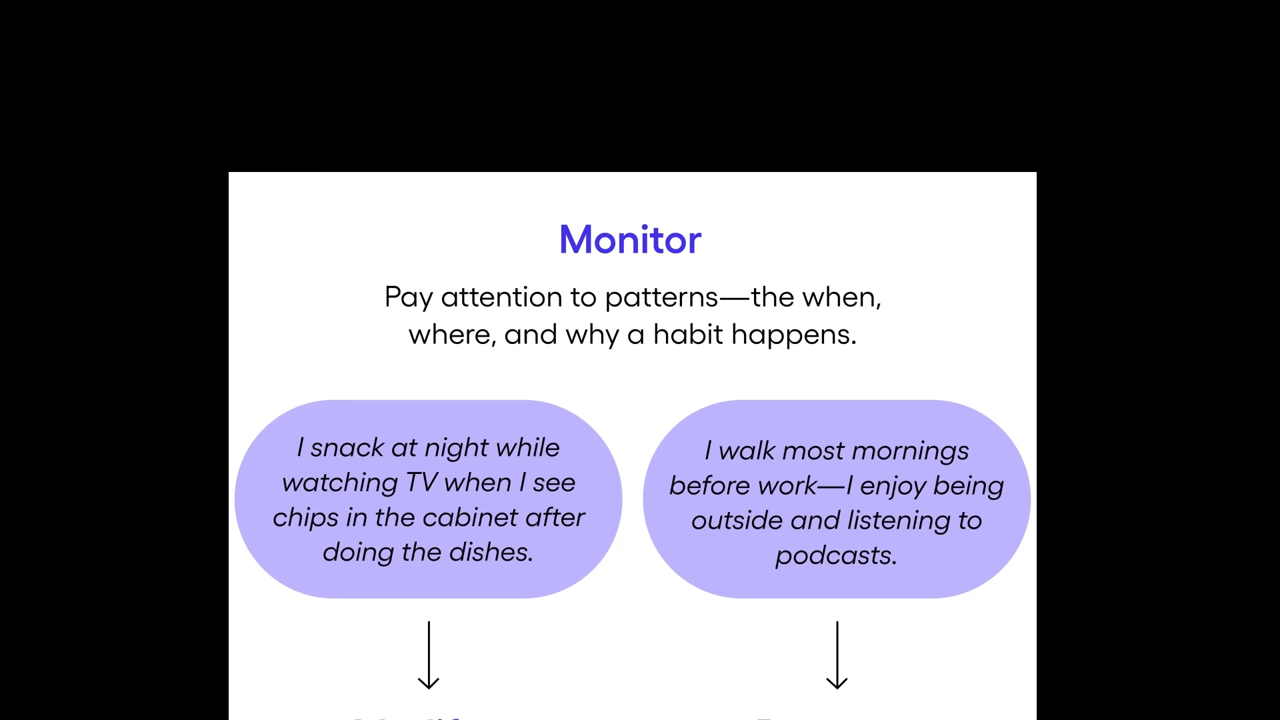 Monitor
Pay attention to patterns—the when,
where, and why a habit happens.
I snack at night while
watching TV when I see
chips in the cabinet after
doing the dishes.
I walk most mornings
before work—I enjoy being
outside and listening to
podcasts.